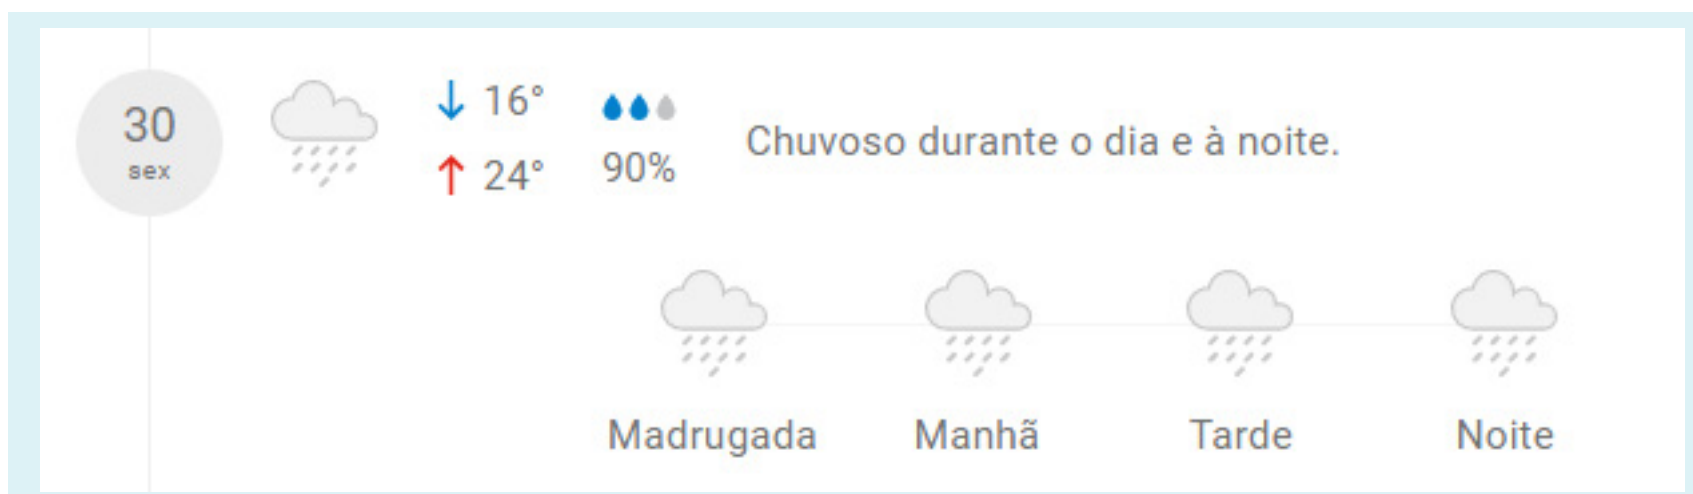 30
sex
16°
24°
90%
Chuvoso durante o dia e à noite.
Madrugada Manhã Tarde Noite